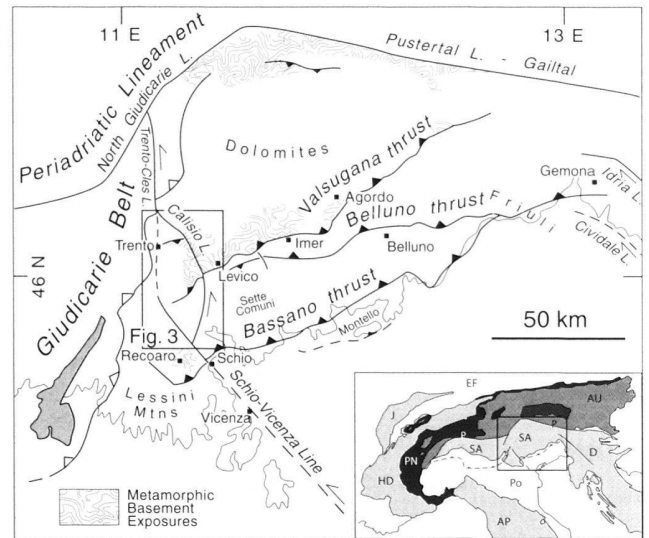 11 E
13 E
Pustertal L. - Gailtal
Periadriatic Lineament
North Giudicarie L.
Trento-Cles L.
Dolomites
Valsugana thrust
Gemona
Idria L.
Agordo
Giudicarie Belt
Calisio L.
Belluno thrust
Friuli
Cividale L.
Trento
Imer
Belluno
46 N
Levico
Sette
Comuni
Bassano thrust
Montello
50 km
Fig. 3
Recoaro
Schio
Lessini
Mtns
Schio-Vicenza Line
Vicenza
Metamorphic
Basement
Exposures
EF
AU
J
P
P
SA
SA
PN
D
HD
Po
AP